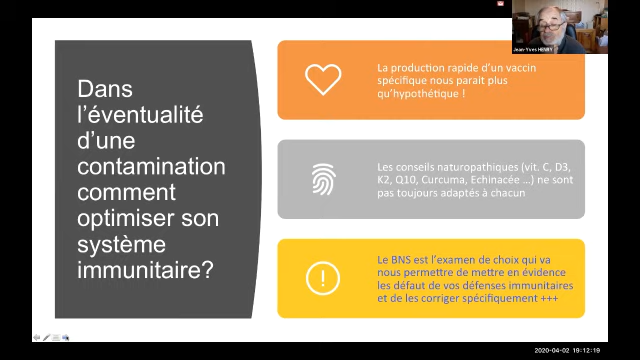 Jean-Yves HENRY
Dans
l'éventualité
d'une
contamination
comment
optimiser son
système
immunitaire?
La production rapide d'un vaccin
spécifique nous parait plus
qu'hypothétique !
Les conseils naturopathiques (vit. C, D3,
K2, Q10, Curcuma, Echinacée ...) ne sont
pas toujours adaptés à chacun
Le BNS est l'examen de choix qui va
nous permettre de mettre en évidence
les défaut de vos défenses immunitaires
et de les corriger spécifiquement +++
2020-04-02 19:12:19